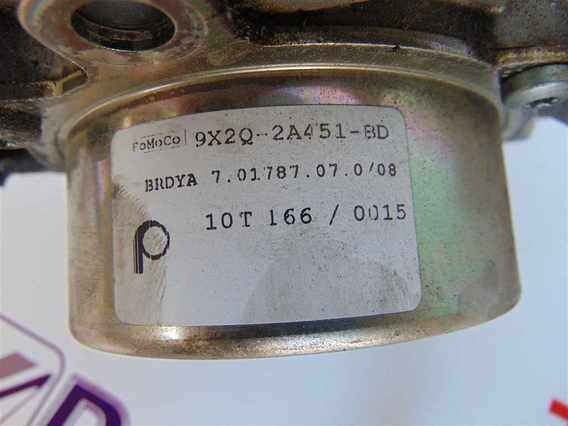 FoMoCo 9X2Q-2A451-BD
BRDYA 7.01787.07.0/08
10T 166 / 0015